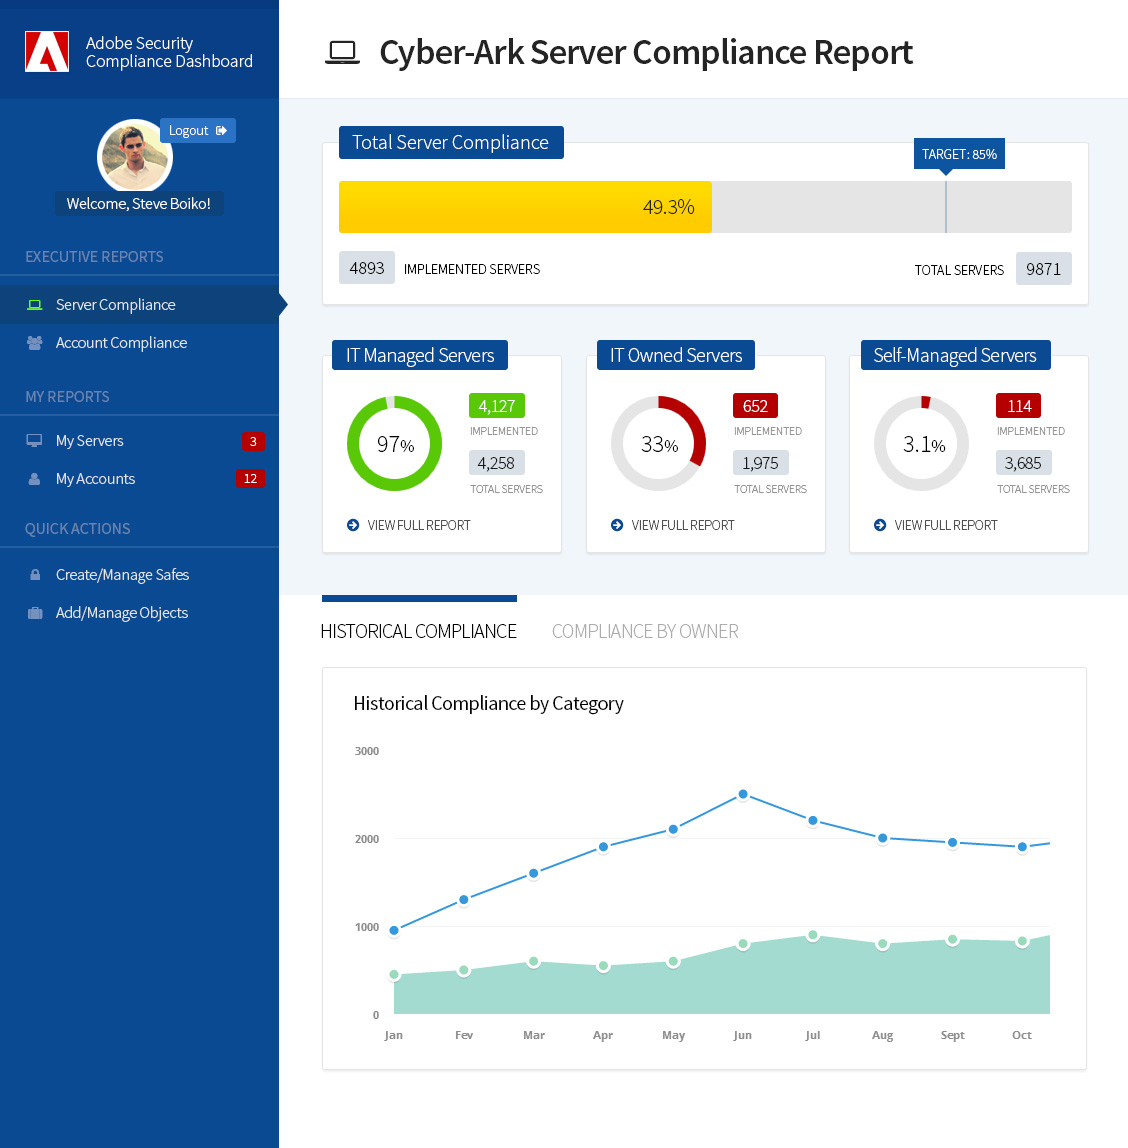 Adobe Security
Compliance Dashboard
Logout
Welcome, Steve Boiko!
EXECUTIVE REPORTS
Server Compliance
Account Compliance
MY REPORTS
My Servers 3
My Accounts 12
QUICK ACTIONS
Create/Manage Safes
Add/Manage Objects
Cyber-Ark Server Compliance Report
Total Server Compliance
TARGET: 85%
49.3%
4893 IMPLEMENTED SERVERS
TOTAL SERVERS 9871
IT Managed Servers
97%
4,127
IMPLEMENTED
4,258
TOTAL SERVERS
VIEW FULL REPORT
IT Owned Servers
33%
652
IMPLEMENTED
1,975
TOTAL SERVERS
VIEW FULL REPORT
Self-Managed Servers
3.1%
114
IMPLEMENTED
3,685
TOTAL SERVERS
VIEW FULL REPORT
HISTORICAL COMPLIANCE COMPLIANCE BY OWNER
Historical Compliance by Category
3000
2000
1000
0
Jan Fev Mar Apr May Jun Jul Aug Sept Oct